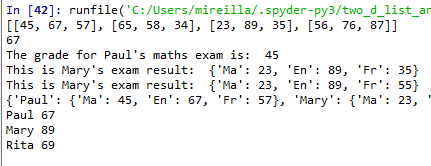 In [42]: runfile('C:/Users/mireilla/.spyder-py3/two_d_list_an
[[45, 67, 57], [65, 58, 34], [23, 89, 35], [56, 76, 87]]
67
The grade for Paul's maths exam is:  45
This is Mary's exam result:  {'Ma': 23, 'En': 89, 'Fr': 35}
This is Mary's exam result:  {'Ma': 23, 'En': 89, 'Fr': 55}
{'Paul': {'Ma': 45, 'En': 67, 'Fr': 57}, 'Mary': {'Ma': 23, '
Paul 67
Mary 89
Rita 69